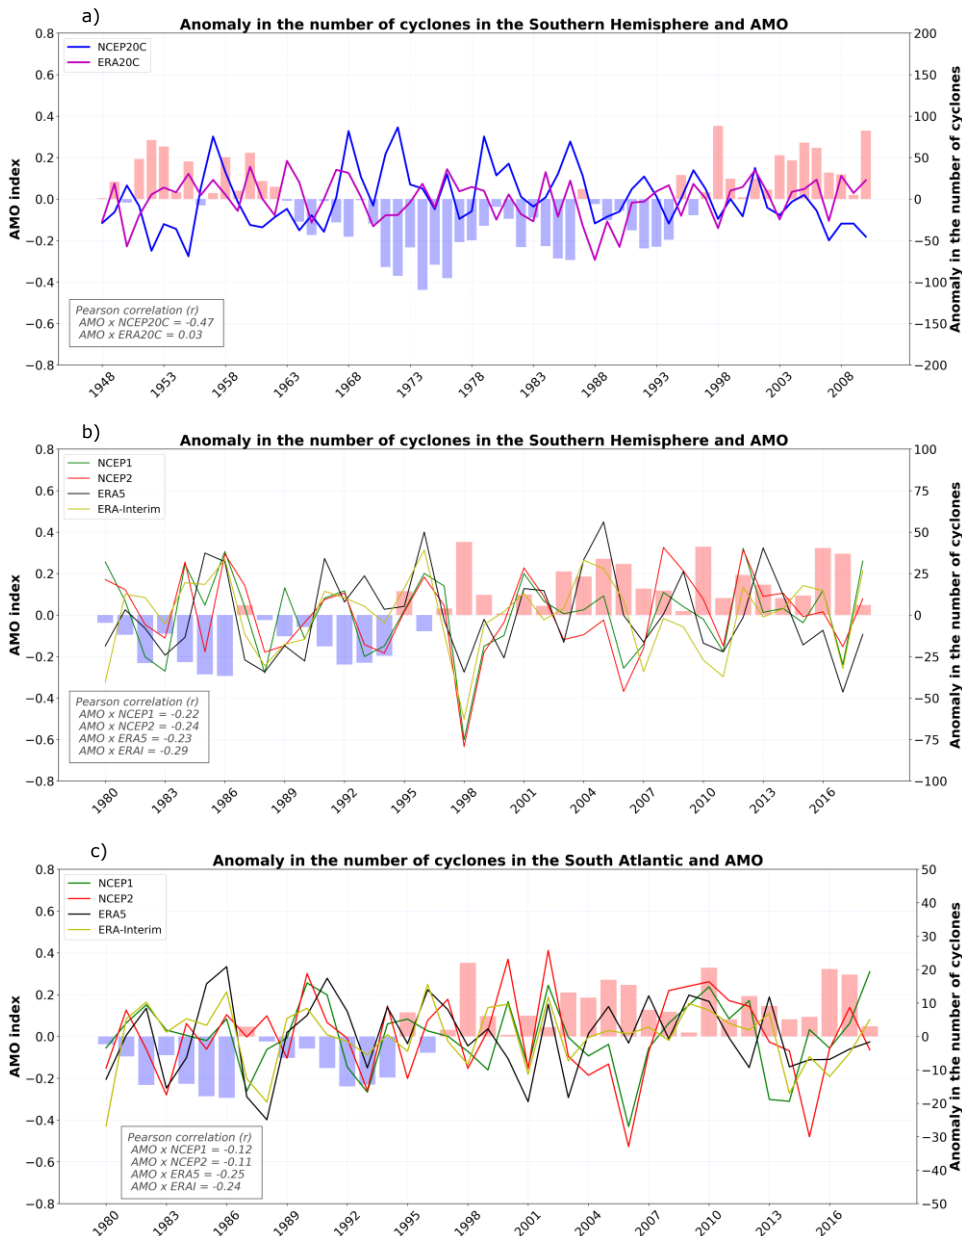 a)
Anomaly in the number of cyclones in the Southern Hemisphere and AMO
NCEP20C
ERA20C
AMO index
0.8
0.6
0.4
0.2
0.0
−0.2
−0.4
−0.6
−0.8
Anomaly in the number of cyclones
200
150
100
50
0
−50
−100
−150
−200
Pearson correlation (r)
AMO x NCEP20C = -0.47
AMO x ERA20C = 0.03
1948 1953 1958 1963 1968 1973 1978 1983 1988 1993 1998 2003 2008
b)
Anomaly in the number of cyclones in the Southern Hemisphere and AMO
NCEP1
NCEP2
ERA5
ERA-Interim
AMO index
0.8
0.6
0.4
0.2
0.0
−0.2
−0.4
−0.6
−0.8
Anomaly in the number of cyclones
100
75
50
25
0
−25
−50
−75
−100
Pearson correlation (r)
AMO x NCEP1 = -0.22
AMO x NCEP2 = -0.24
AMO x ERA5 = -0.23
AMO x ERAI = -0.29
1980 1983 1986 1989 1992 1995 1998 2001 2004 2007 2010 2013 2016
c)
Anomaly in the number of cyclones in the South Atlantic and AMO
NCEP1
NCEP2
ERA5
ERA-Interim
AMO index
0.8
0.6
0.4
0.2
0.0
−0.2
−0.4
−0.6
−0.8
Anomaly in the number of cyclones
50
40
30
20
10
0
−10
−20
−30
−40
−50
Pearson correlation (r)
AMO x NCEP1 = -0.12
AMO x NCEP2 = -0.11
AMO x ERA5 = -0.25
AMO x ERAI = -0.24
1980 1983 1986 1989 1992 1995 1998 2001 2004 2007 2010 2013 2016